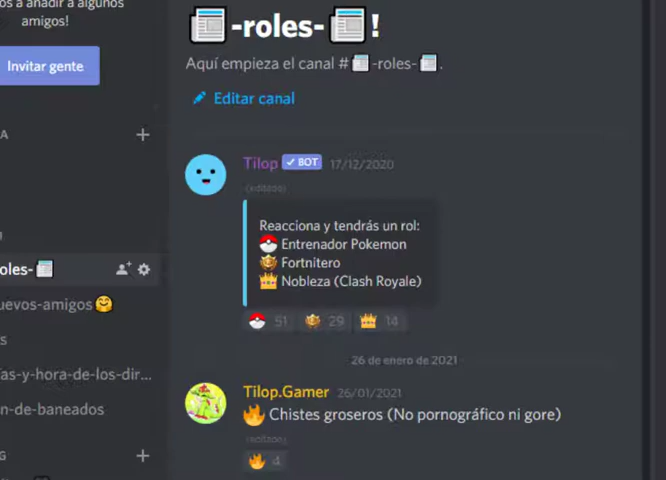 os a añadir a algunos
amigos!
Invitar gente
A
oles-
uevos-amigos
s
as-y-hora-de-los-dir...
n-de-baneados
G
-roles- !
Aquí empieza el canal # -roles- .
Editar canal
Tilop BOT 17/12/2020
(editado)
Reacciona y tendrás un rol:
Entrenador Pokemon
Fortnitero
Nobleza (Clash Royale)
51 29 14
26 de enero de 2021
Tilop.Gamer 26/01/2021
Chistes groseros (No pornográfico ni gore)
(editado)
4